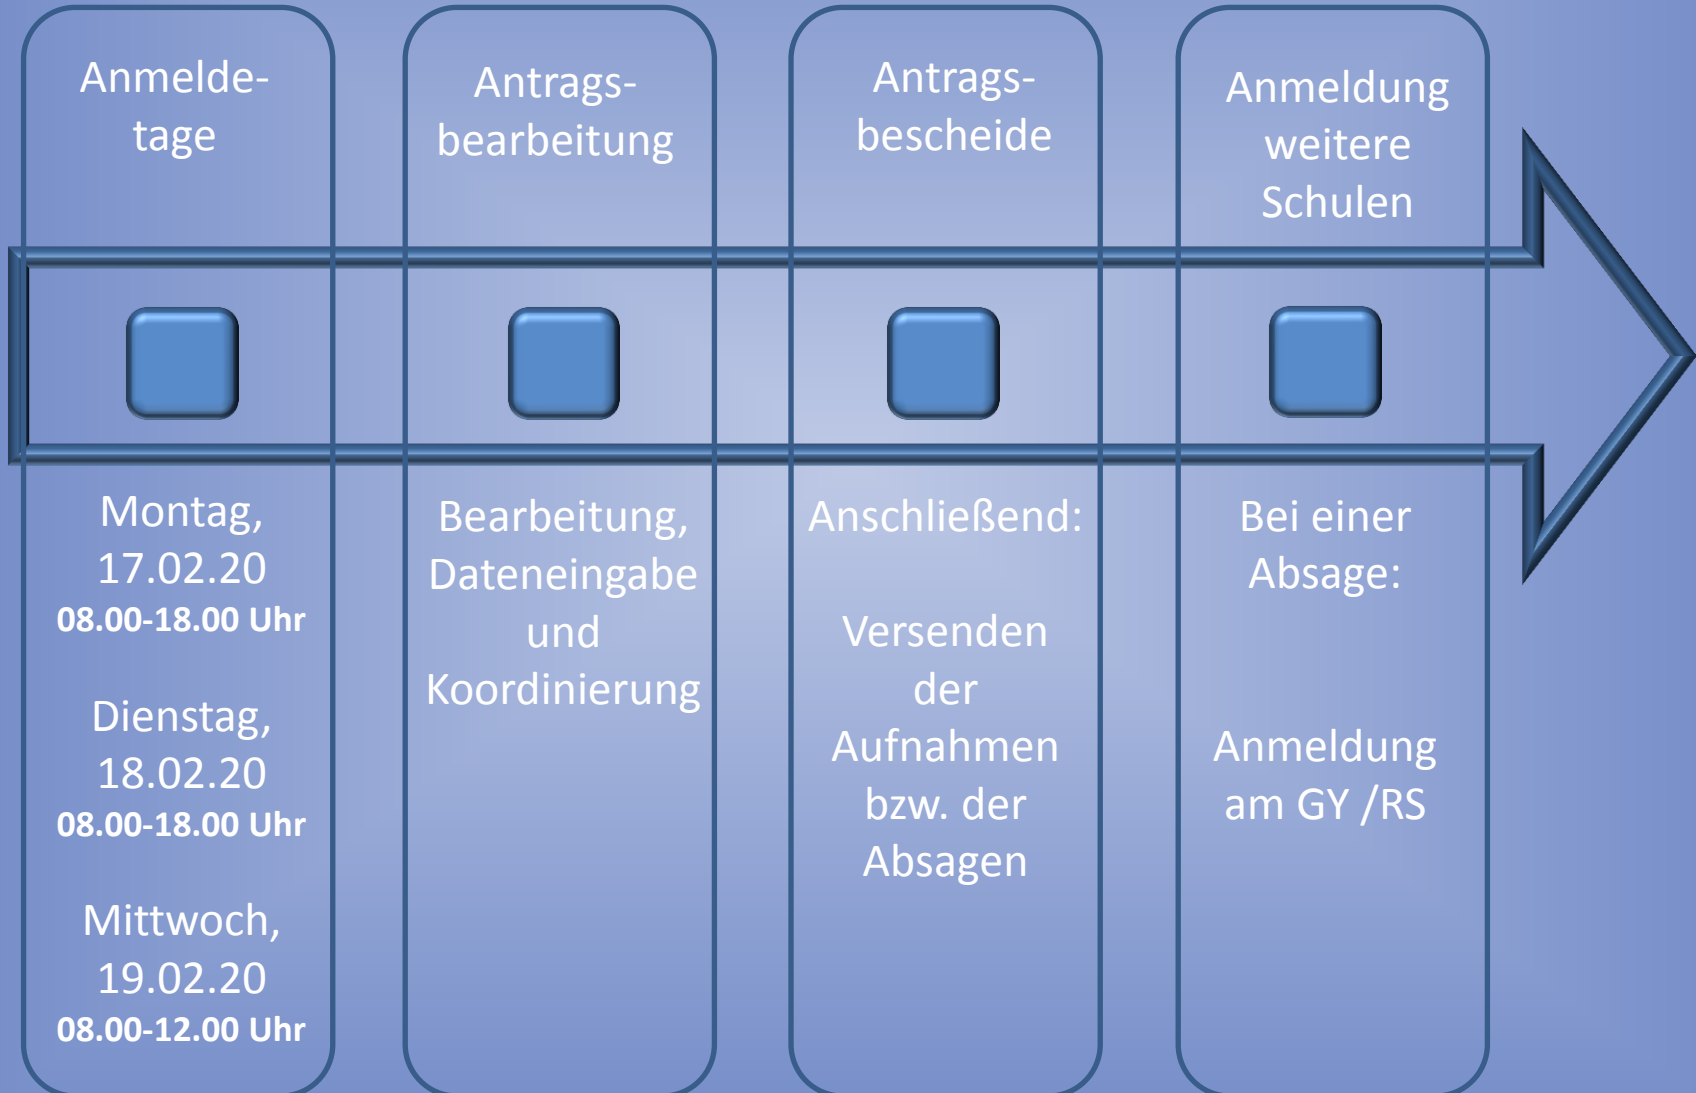 Anmelde-
tage
Antrags-
bearbeitung
Antrags-
bescheide
Anmeldung
weitere
Schulen
Montag,
17.02.20
08.00-18.00 Uhr
Dienstag,
18.02.20
08.00-18.00 Uhr
Mittwoch,
19.02.20
08.00-12.00 Uhr
Bearbeitung,
Dateneingabe
und
Koordinierung
Anschließend:
Versenden
der
Aufnahmen
bzw. der
Absagen
Bei einer
Absage:
Anmeldung
am GY /RS